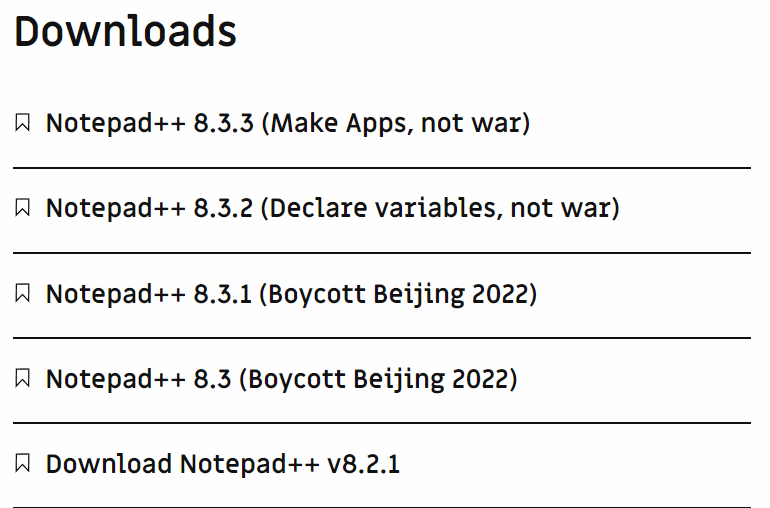 Downloads
Notepad++ 8.3.3 (Make Apps, not war)
Notepad++ 8.3.2 (Declare variables, not war)
Notepad++ 8.3.1 (Boycott Beijing 2022)
Notepad++ 8.3 (Boycott Beijing 2022)
Download Notepad++ v8.2.1